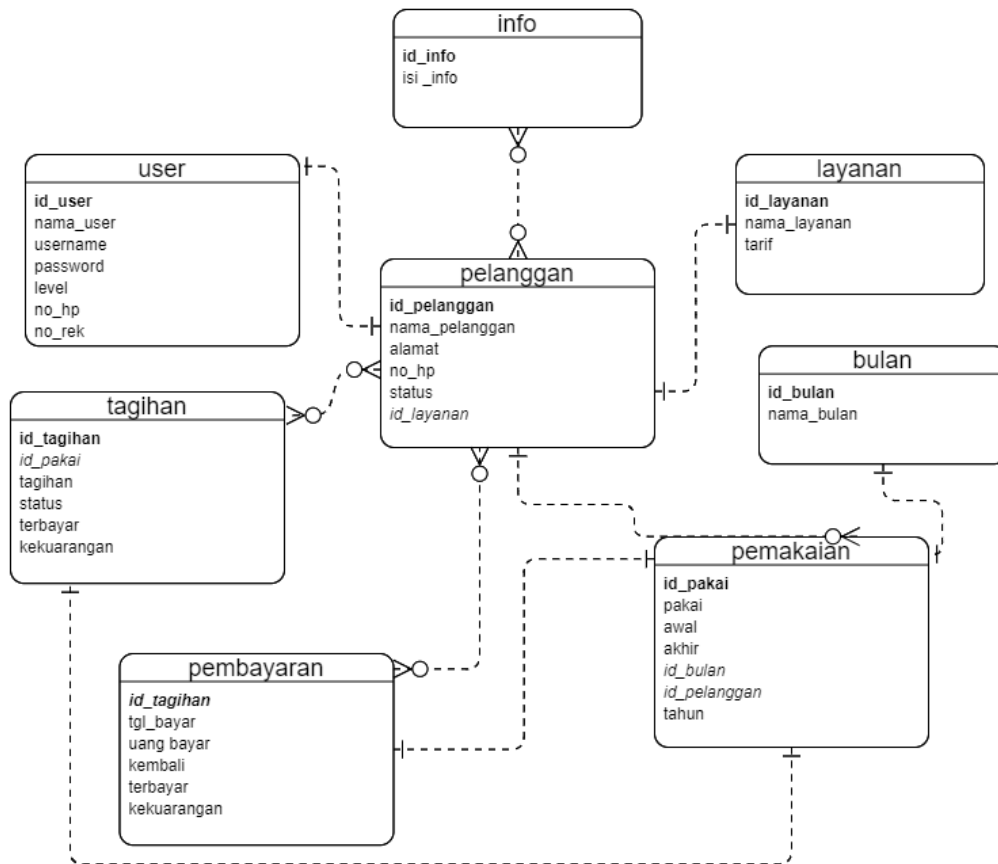 info
id_info
isi _info
user
id_user
nama_user
username
password
level
no_hp
no_rek
layanan
id_layanan
nama_layanan
tarif
pelanggan
id_pelanggan
nama_pelanggan
alamat
no_hp
status
id_layanan
bulan
id_bulan
nama_bulan
tagihan
id_tagihan
id_pakai
tagihan
status
terbayar
kekuarangan
pemakaian
id_pakai
pakai
awal
akhir
id_bulan
id_pelanggan
tahun
pembayaran
id_tagihan
tgl_bayar
uang bayar
kembali
terbayar
kekuarangan